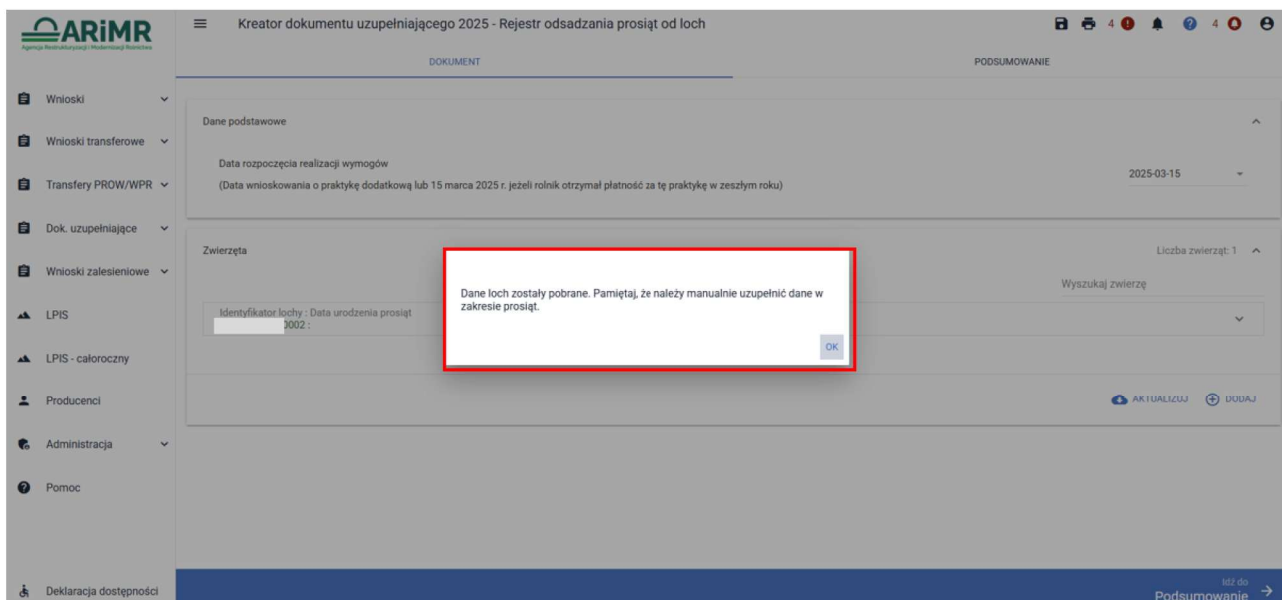 ARiMR
Agencja Restrukturyzacji i Modernizacji Rolnictwa
Kreator dokumentu uzupełniającego 2025 - Rejestr odsadzania prosiąt od loch
4
4
DOKUMENT
PODSUMOWANIE
Wnioski
Wnioski transferowe
Transfery PROW/WPR
Dok. uzupełniające
Wnioski zalesieniowe
LPIS
LPIS - całoroczny
Producenci
Administracja
Pomoc
Deklaracja dostępności
Dane podstawowe
Data rozpoczęcia realizacji wymogów
(Data wnioskowania o praktykę dodatkową lub 15 marca 2025 r. jeżeli rolnik otrzymał płatność za tę praktykę w zeszłym roku)
2025-03-15
Zwierzęta
Liczba zwierząt: 1
Wyszukaj zwierzę
Identyfikator lochy : Data urodzenia prosiąt
0002 :
Dane loch zostały pobrane. Pamiętaj, że należy manualnie uzupełnić dane w
zakresie prosiąt.
OK
AKTUALIZUJ
DODAJ
Idź do
Podsumowanie